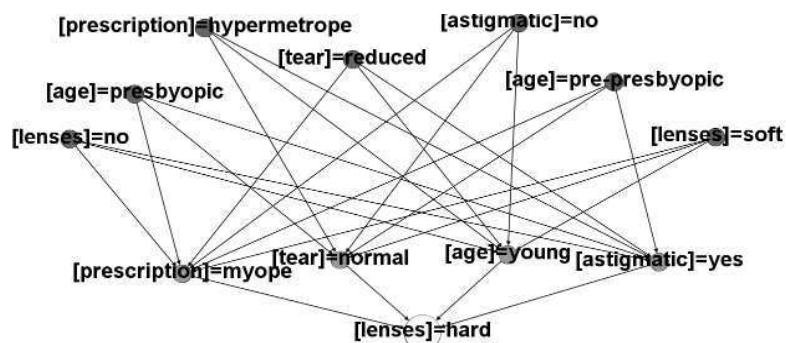 [prescription]=hypermetrope
[astigmatic]=no
[tear]=reduced
[age]=pre-presbyopic
[age]=presbyopic
[lenses]=no
[lenses]=soft
[prescription]=myope
[tear]=normal
[age]=young
[astigmatic]=yes
[lenses]=hard